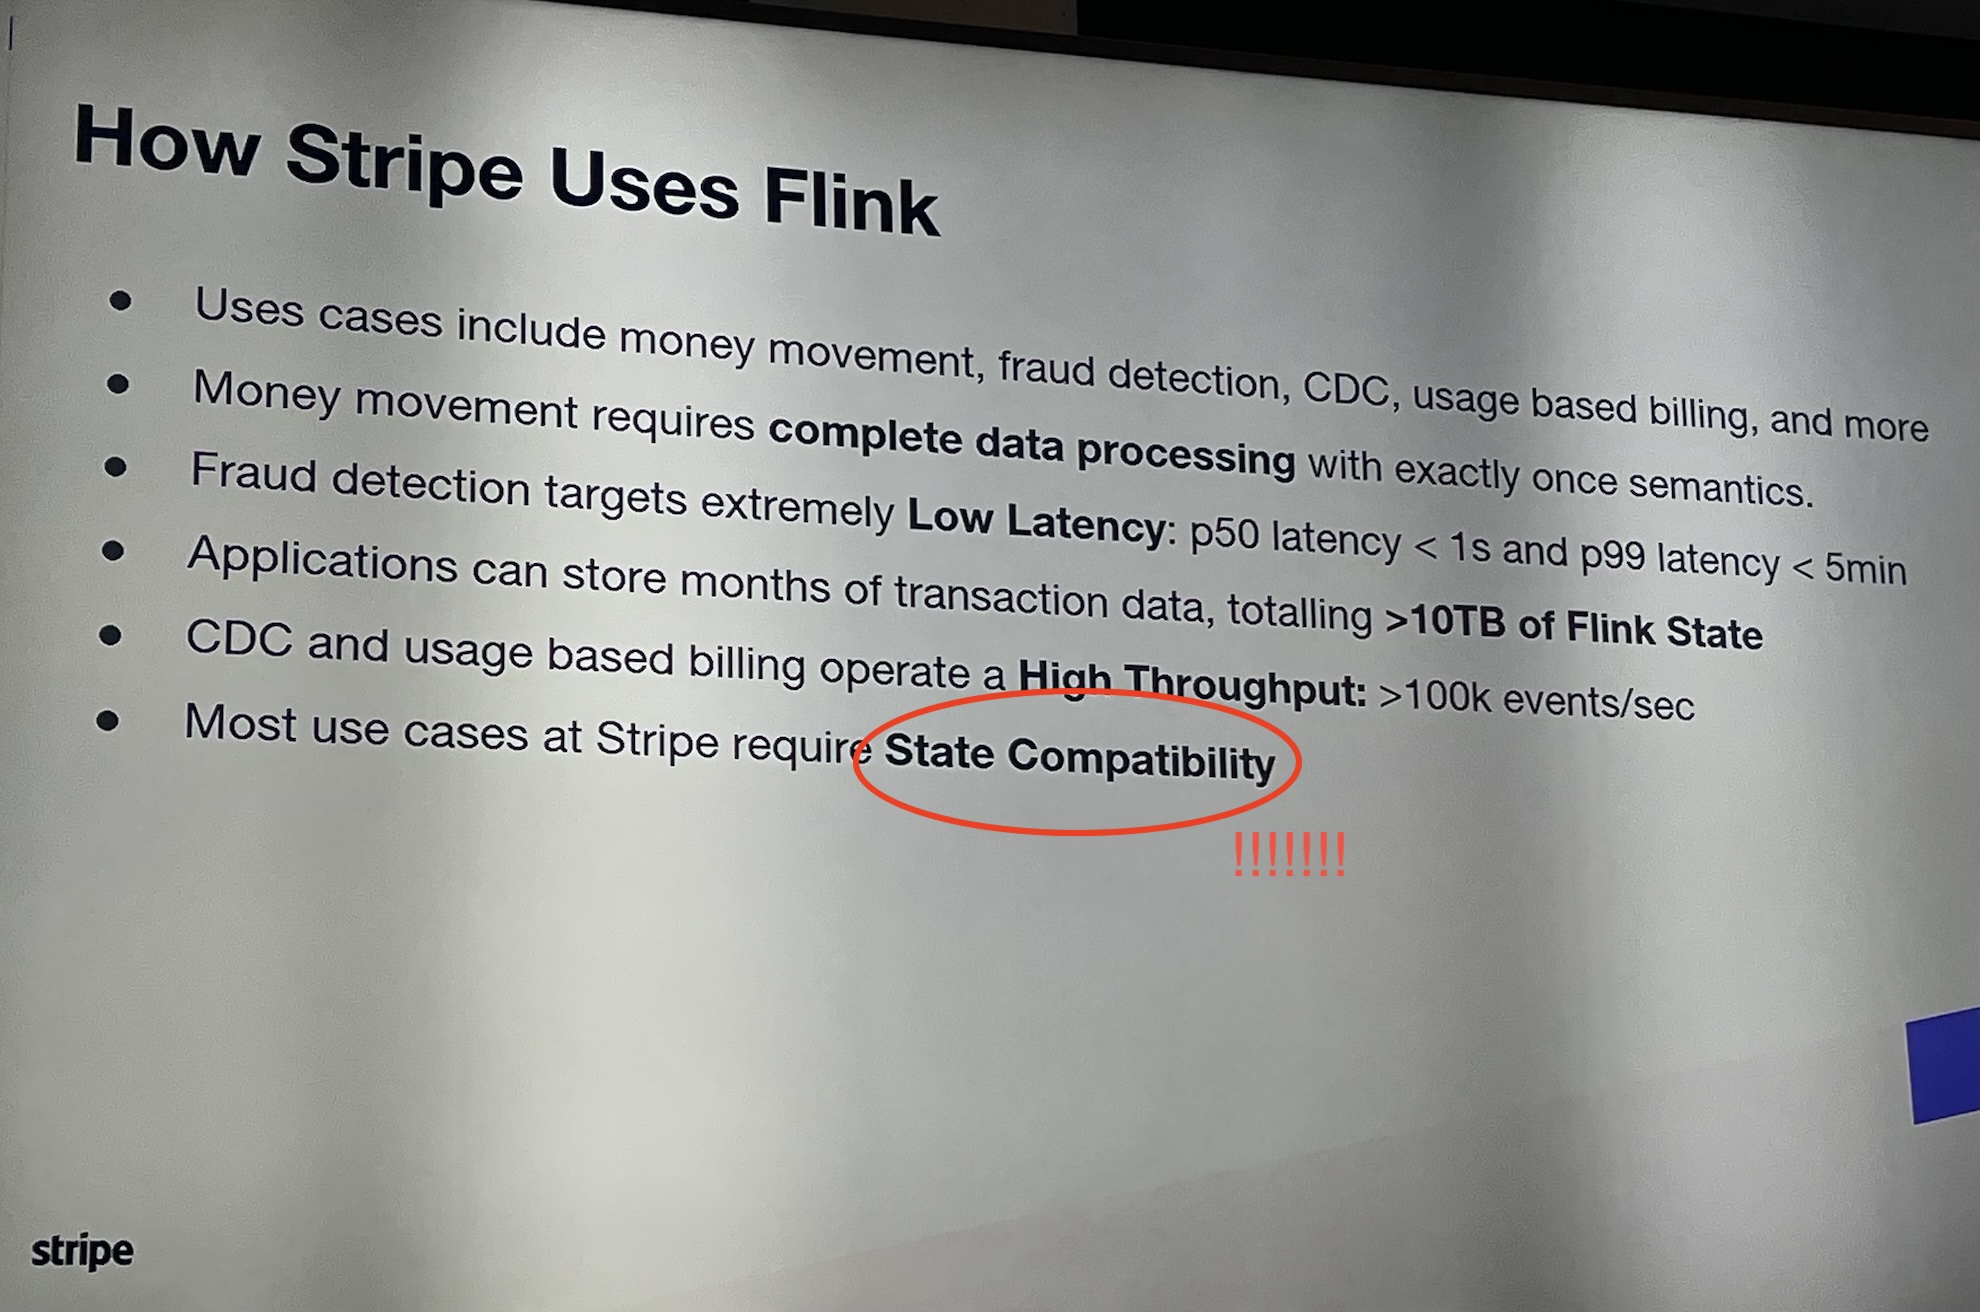 How Stripe Uses Flink
● Uses cases include money movement, fraud detection, CDC, usage based billing, and more
● Money movement requires complete data processing with exactly once semantics.
● Fraud detection targets extremely Low Latency: p50 latency < 1s and p99 latency < 5min
● Applications can store months of transaction data, totalling >10TB of Flink State
● CDC and usage based billing operate a High Throughput: >100k events/sec
● Most use cases at Stripe require State Compatibility
!!!!!!!
stripe